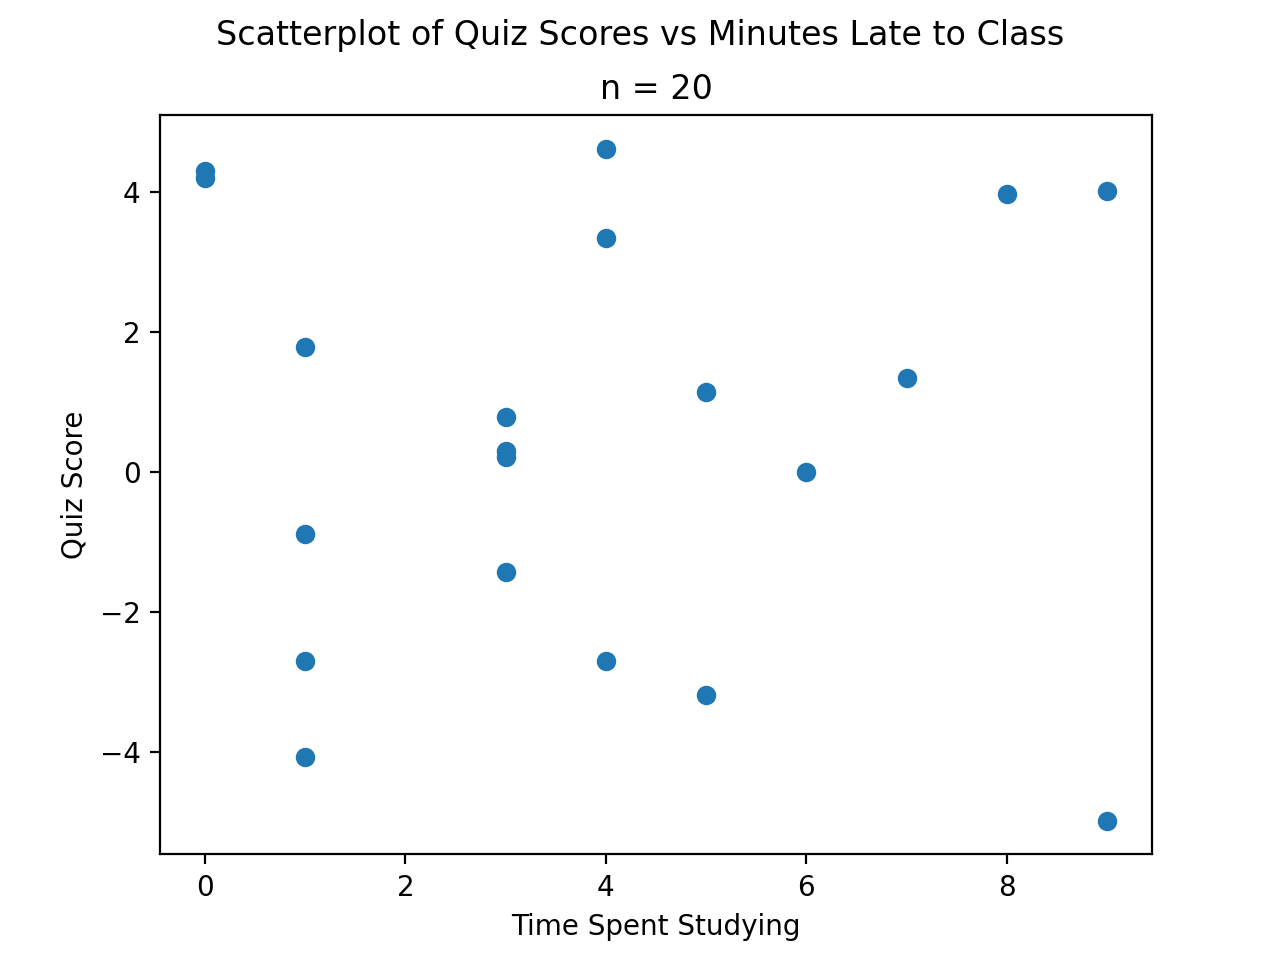 Scatterplot of Quiz Scores vs Minutes Late to Class
n = 20
4
2
0
−2
−4
Quiz Score
0 2 4 6 8
Time Spent Studying